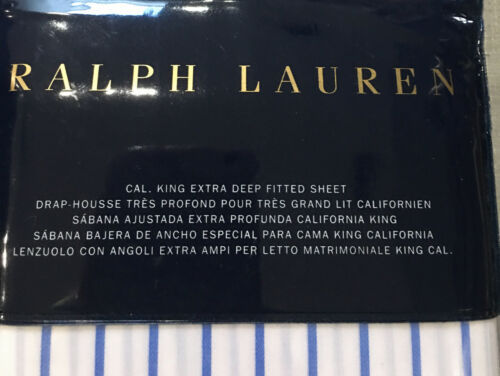 RALPH LAUREN
CAL. KING EXTRA DEEP FITTED SHEET
DRAP-HOUSSE TRÈS PROFOND POUR TRÈS GRAND LIT CALIFORNIEN
SÁBANA AJUSTADA EXTRA PROFUNDA CALIFORNIA KING
SÁBANA BAJERA DE ANCHO ESPECIAL PARA CAMA KING CALIFORNIA
LENZUOLO CON ANGOLI EXTRA AMPI PER LETTO MATRIMONIALE KING CAL.